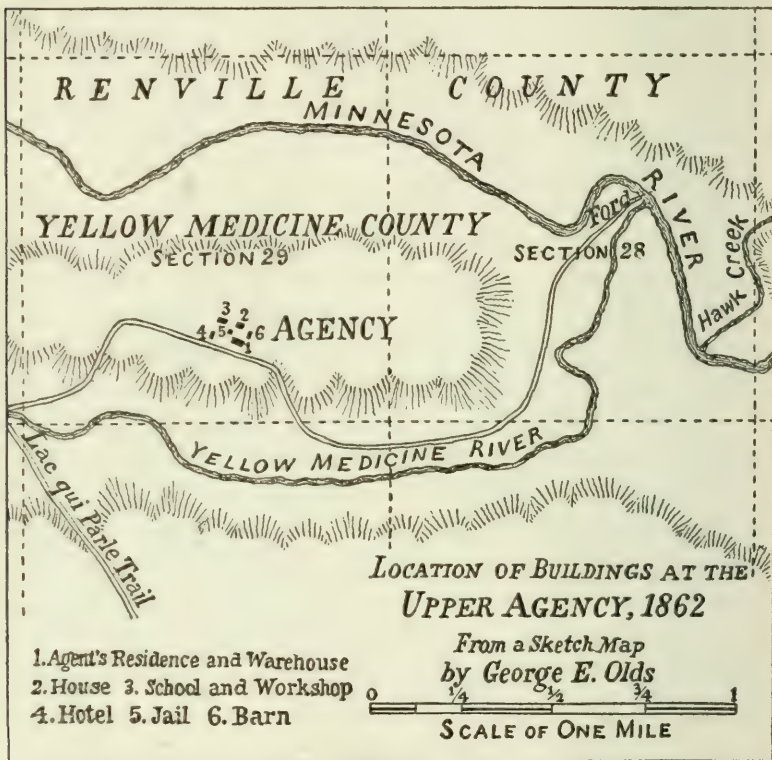 RENVILLE COUNTY
MINNESOTA
RIVER
Ford
YELLOW MEDICINE COUNTY
SECTION 29
SECTION 28
Hawk Creek
3
2
4 5 6 AGENCY
1
YELLOW MEDICINE RIVER
Lac qui Parle Trail
LOCATION OF BUILDINGS AT THE
UPPER AGENCY, 1862
From a Sketch Map
by George E. Olds
1. Agent's Residence and Warehouse
2. House 3. School and Workshop
4. Hotel 5. Jail 6. Barn
0 1/4 1/2 3/4 1
SCALE OF ONE MILE